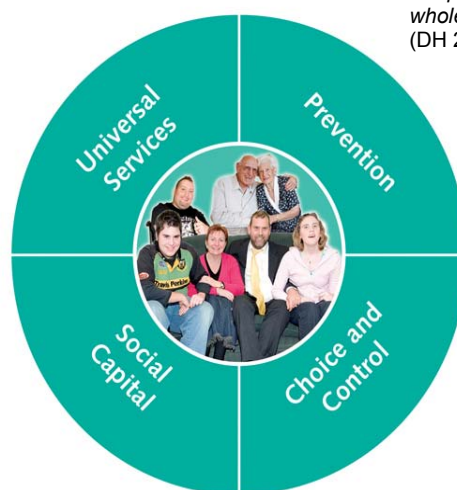 whole
(DH 2
Universal
Services
Prevention
Travis Perkins
Social
Capital
Choice and
Control